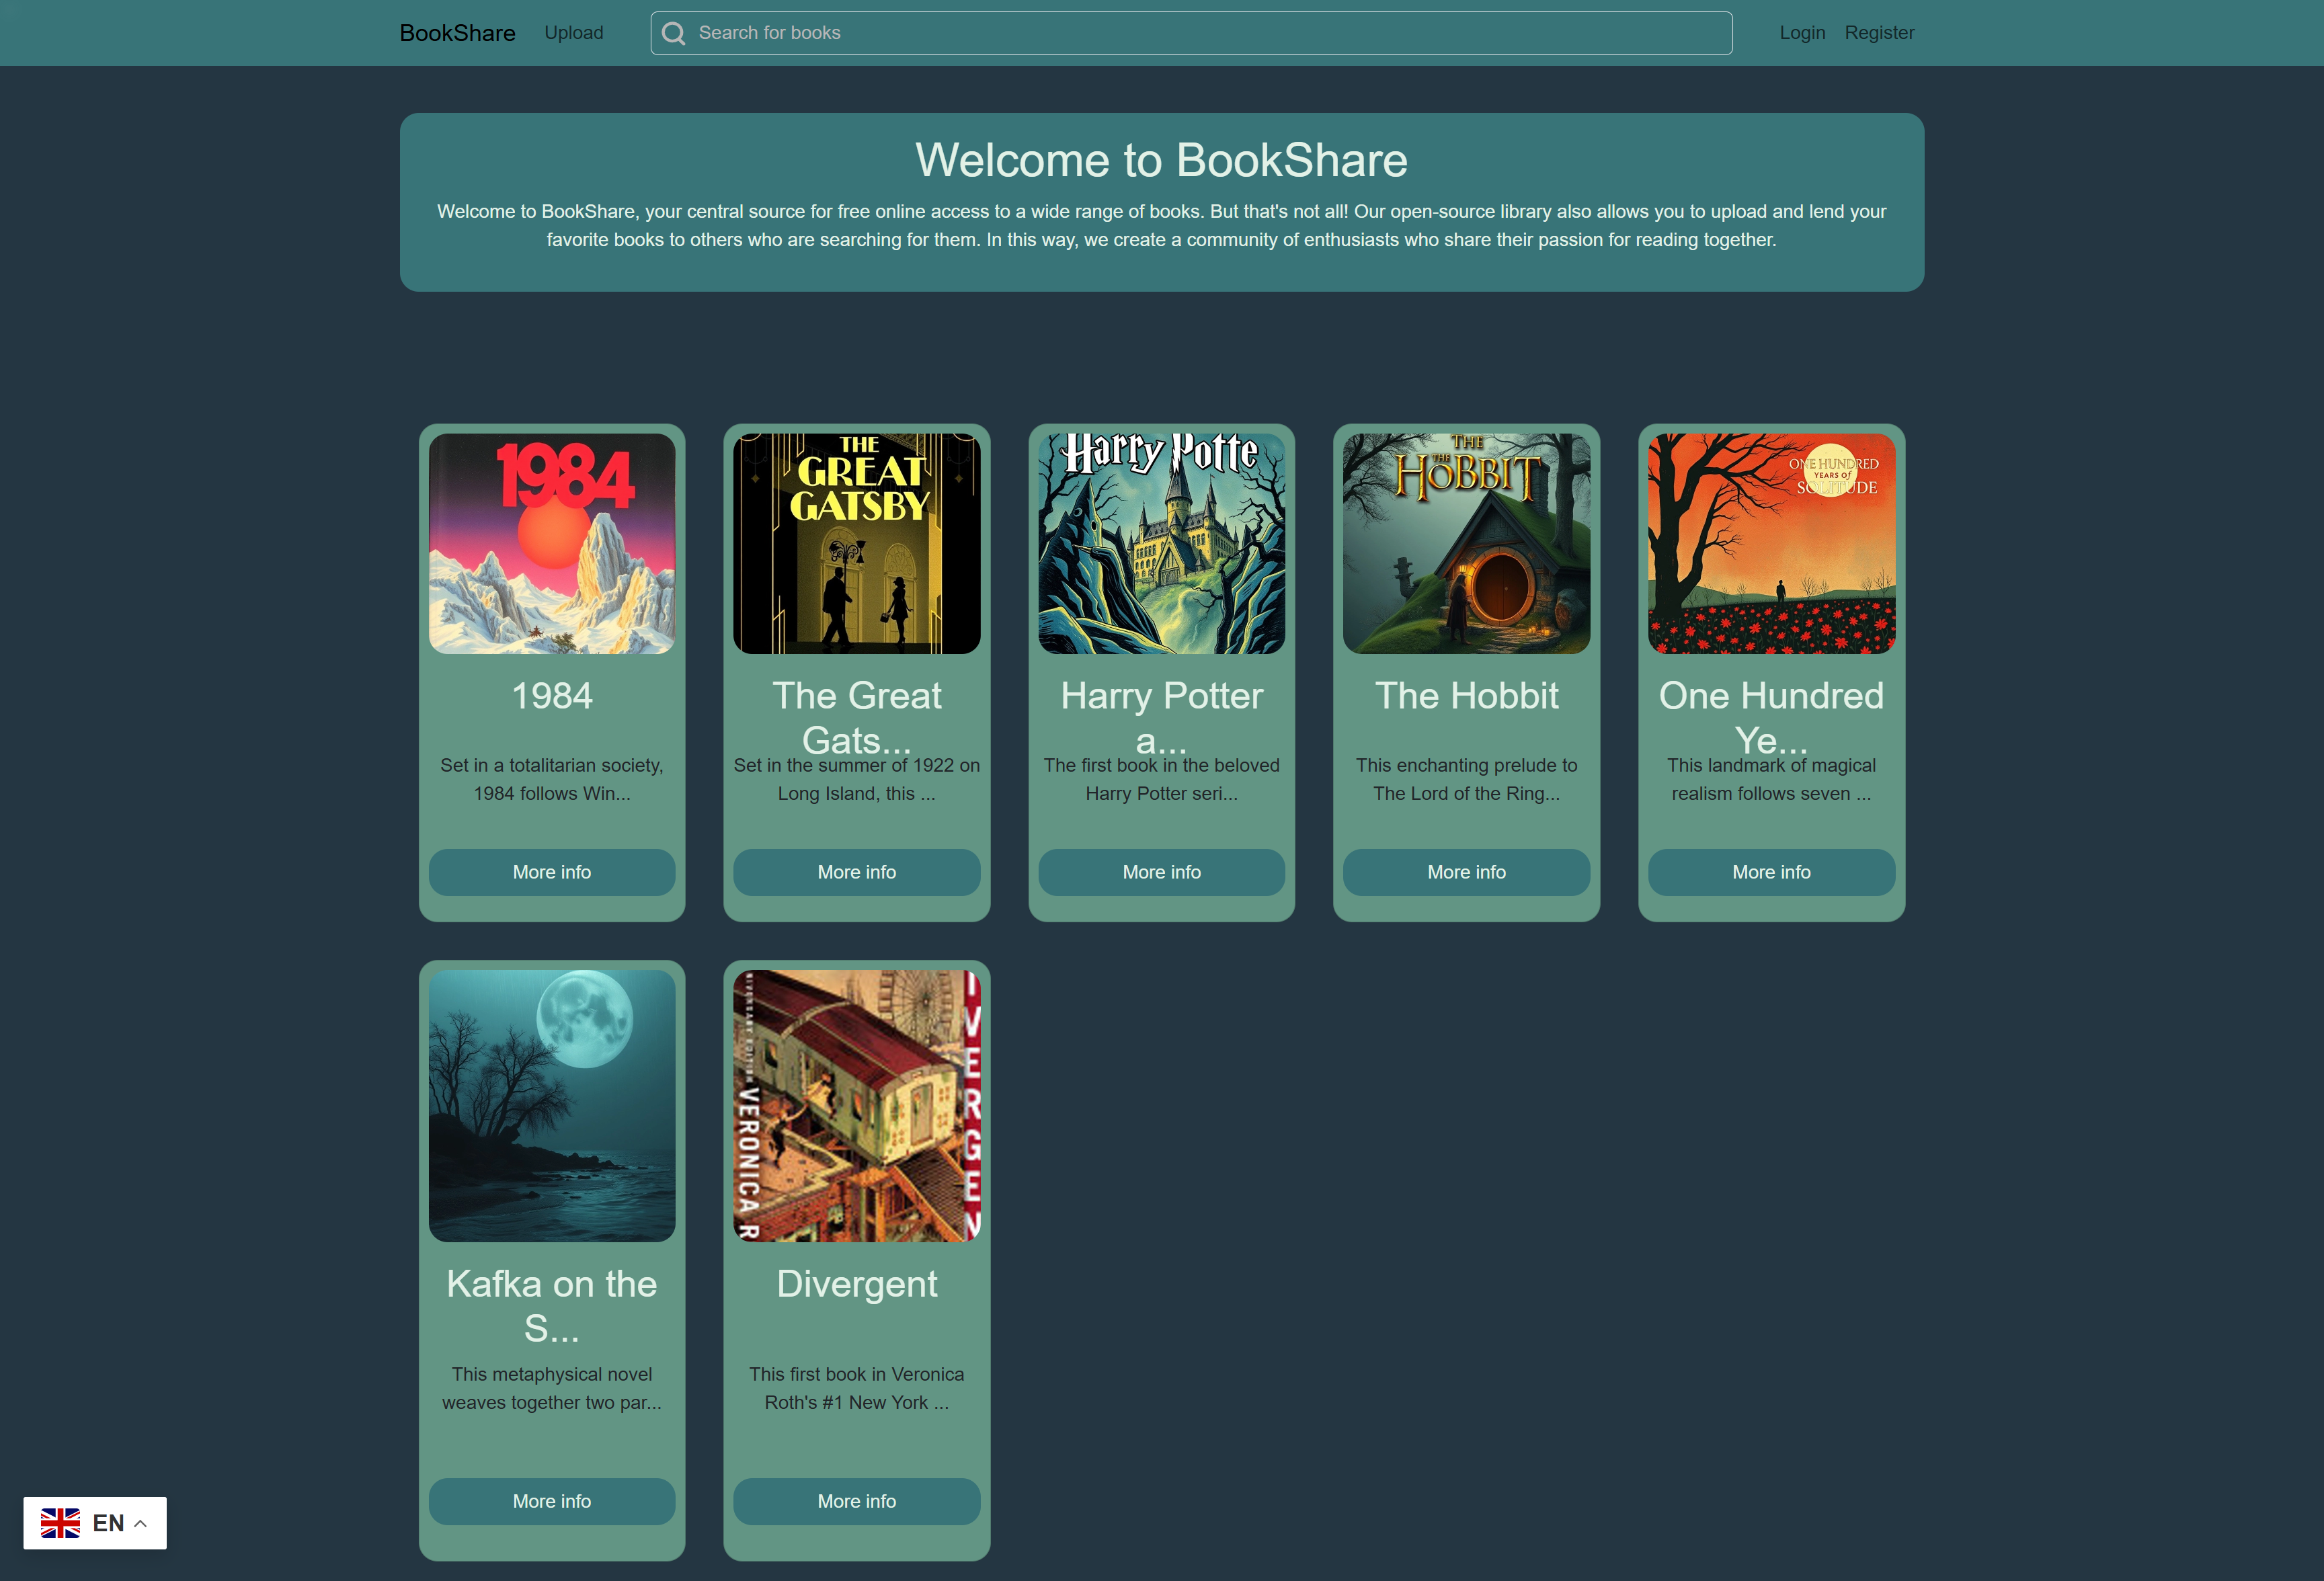 BookShare Upload Search for books Login Register
Welcome to BookShare
Welcome to BookShare, your central source for free online access to a wide range of books. But that's not all! Our open-source library also allows you to upload and lend your
favorite books to others who are searching for them. In this way, we create a community of enthusiasts who share their passion for reading together.
1984
1984
Set in a totalitarian society,
1984 follows Win...
More info
THE
GREAT
GATSBY
The Great
Gats...
Set in the summer of 1922 on
Long Island, this ...
More info
Harry Potte
Harry Potter
a...
The first book in the beloved
Harry Potter seri...
More info
THE
THE
HOBBIT
The Hobbit
This enchanting prelude to
The Lord of the Ring...
More info
ONE HUNDRED
YEARS of
SOLITUDE
One Hundred
Ye...
This landmark of magical
realism follows seven ...
More info
Kafka on the
S...
This metaphysical novel
weaves together two par...
More info
VERONICA R
IVERGEN
Divergent
This first book in Veronica
Roth's #1 New York ...
More info
EN